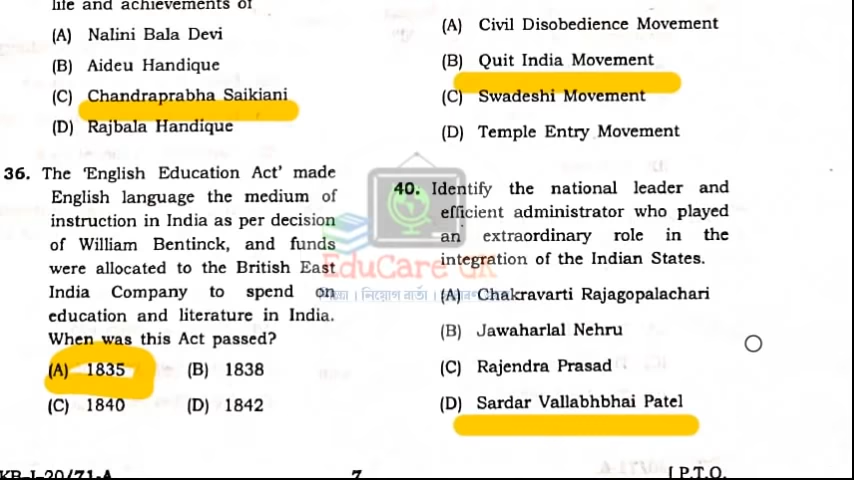 life and achievements of
(A) Nalini Bala Devi
(B) Aideu Handique
(C) Chandraprabha Saikiani
(D) Rajbala Handique
36. The 'English Education Act' made
English language the medium of
instruction in India as per decision
of William Bentinck, and funds
were allocated to the British East
India Company to spend on
education and literature in India.
When was this Act passed?
(A) 1835 (B) 1838
(C) 1840 (D) 1842
KB-I-20/71-A
7
(A) Civil Disobedience Movement
(B) Quit India Movement
(C) Swadeshi Movement
(D) Temple Entry Movement
40. Identify the national leader and
efficient administrator who played
an extraordinary role in the
integration of the Indian States.
(A) Chakravarti Rajagopalachari
(B) Jawaharlal Nehru
(C) Rajendra Prasad
(D) Sardar Vallabhbhai Patel
[ P.T.O.
EduCare GK
নিয়োগ বাৰ্তা